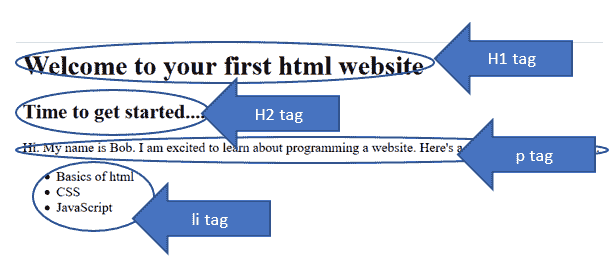 Welcome to your first html website
H1 tag
Time to get started....
H2 tag
Hi. My name is Bob. I am excited to learn about programming a website. Here's a
p tag
Basics of html
CSS
JavaScript
li tag